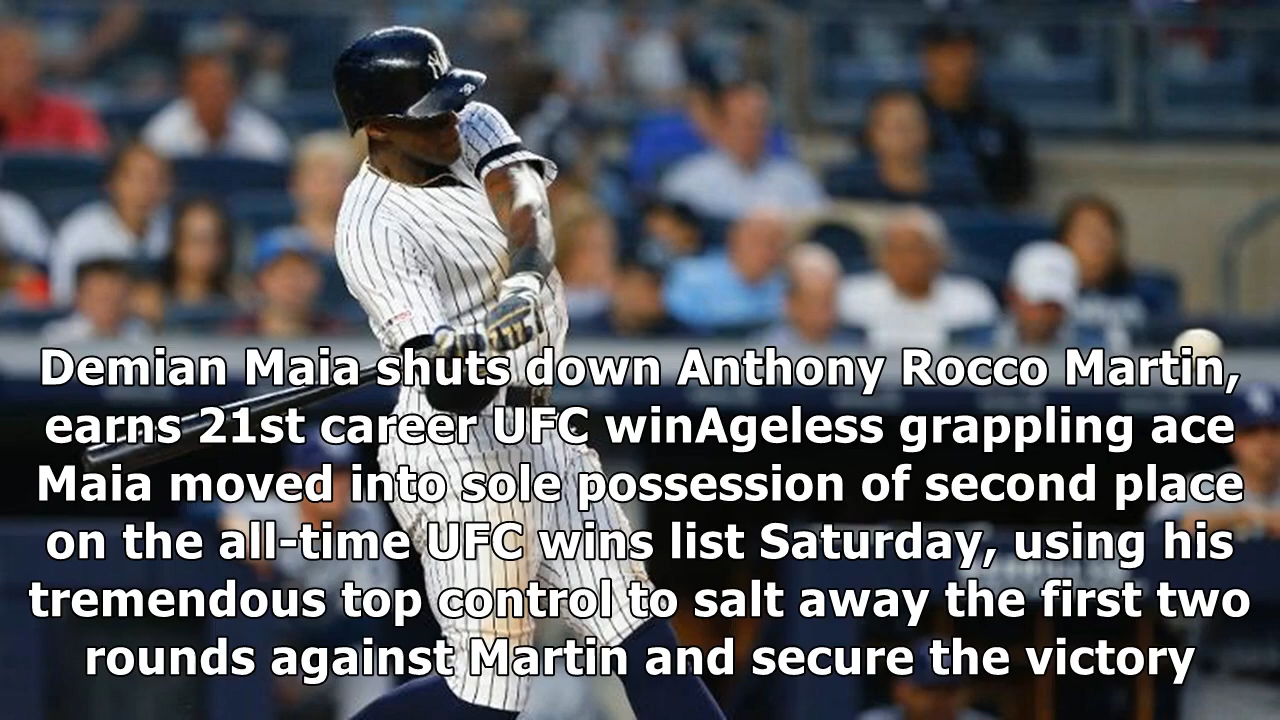 Demian Maia shuts down Anthony Rocco Martin,
earns 21st career UFC winAgeless grappling ace
Maia moved into sole possession of second place
on the all-time UFC wins list Saturday, using his
tremendous top control to salt away the first two
rounds against Martin and secure the victory